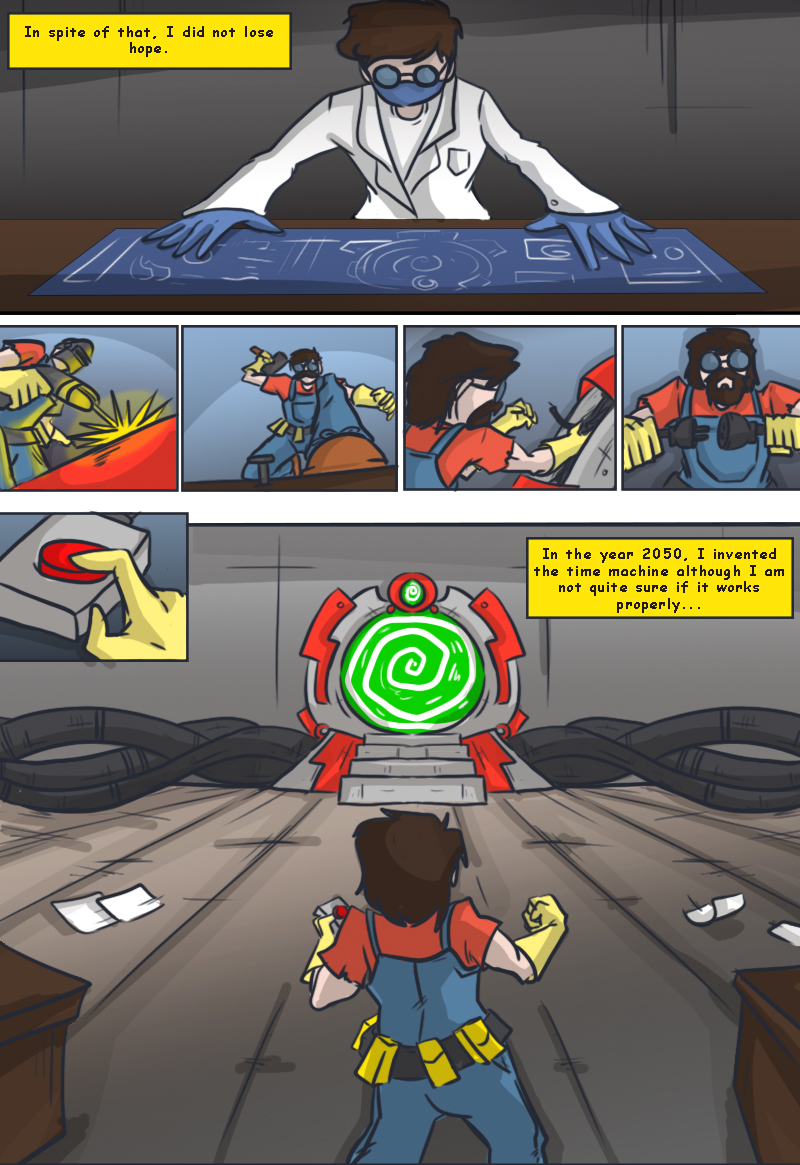 In spite of that, I did not lose
hope.
In the year 2050, I invented
the time machine although I am
not quite sure if it works
properly...